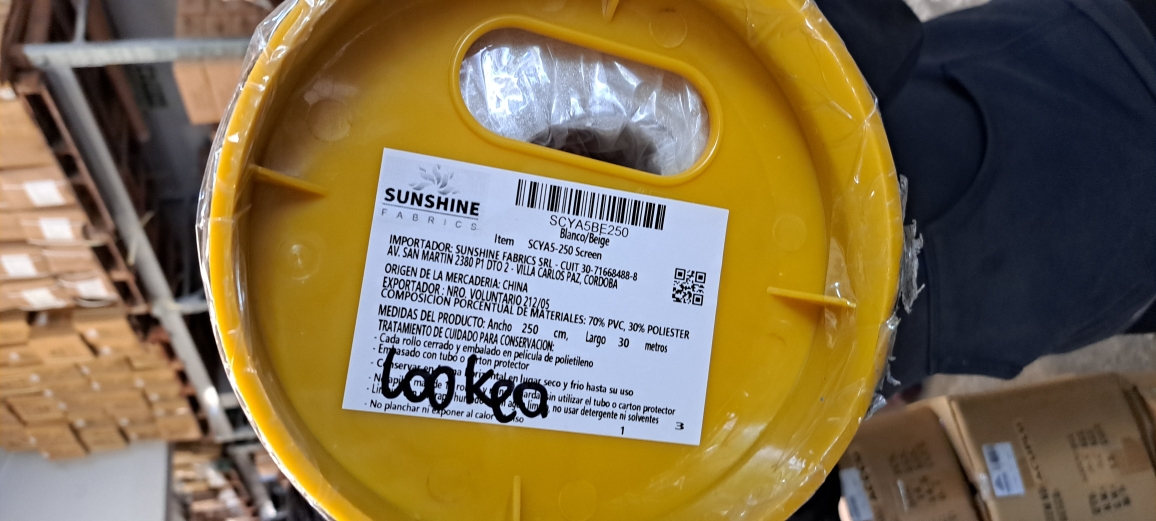 SUNSHINE
FABRICS
SCYA5BE250
Blanco/Beige
Item SCYA5-250 Screen
IMPORTADOR: SUNSHINE FABRICS SRL - CUIT 30-71668488-8
AV. SAN MARTIN 2380 P1 DTO 2 - VILLA CARLOS PAZ, CORDOBA
ORIGEN DE LA MERCADERIA: CHINA
EXPORTADOR: NRO. VOLUNTARIO 212/05
COMPOSICION PORCENTUAL DE MATERIALES: 70% PVC, 30% POLIESTER
MEDIDAS DEL PRODUCTO: Ancho 250 cm, Largo 30 metros
TRATAMIENTO DE CUIDADO PARA CONSERVACION:
- Cada rollo cerrado y embalado en pelicula de polietileno
- Embasado con tubo o carton protector
- en lugar seco y frio hasta su uso
- sin utilizar el tubo o carton protector
- no usar detergente ni solventes
- No planchar ni exponer al calor
lookea
1 3